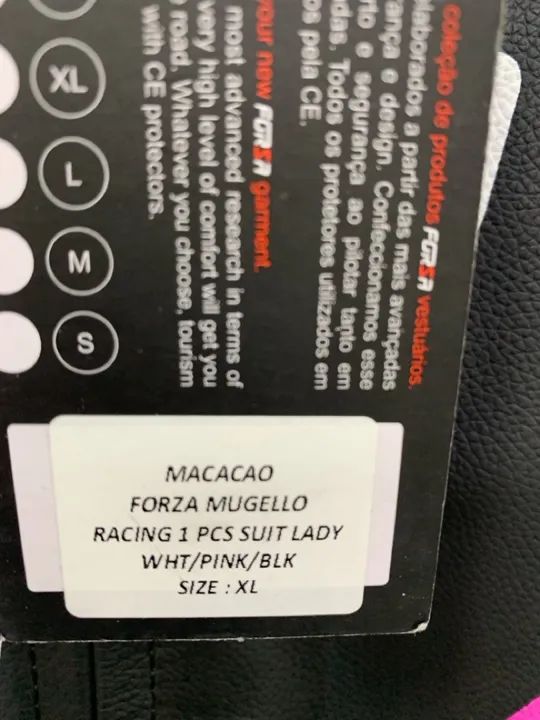 coleção de produtos FORZA vestuários.
elaborados a partir das mais avançadas
ança e design. Confeccionamos esse
rto e segurança ao pilotar tanto em
adas. Todos os protetores utilizados em
os pela CE.
your new FORZA garment.
most advanced research in terms of
very high level of comfort will get you
road. Whatever you choose, tourism
with CE protectors.
XL
L
M
S
MACACAO
FORZA MUGELLO
RACING 1 PCS SUIT LADY
WHT/PINK/BLK
SIZE : XL